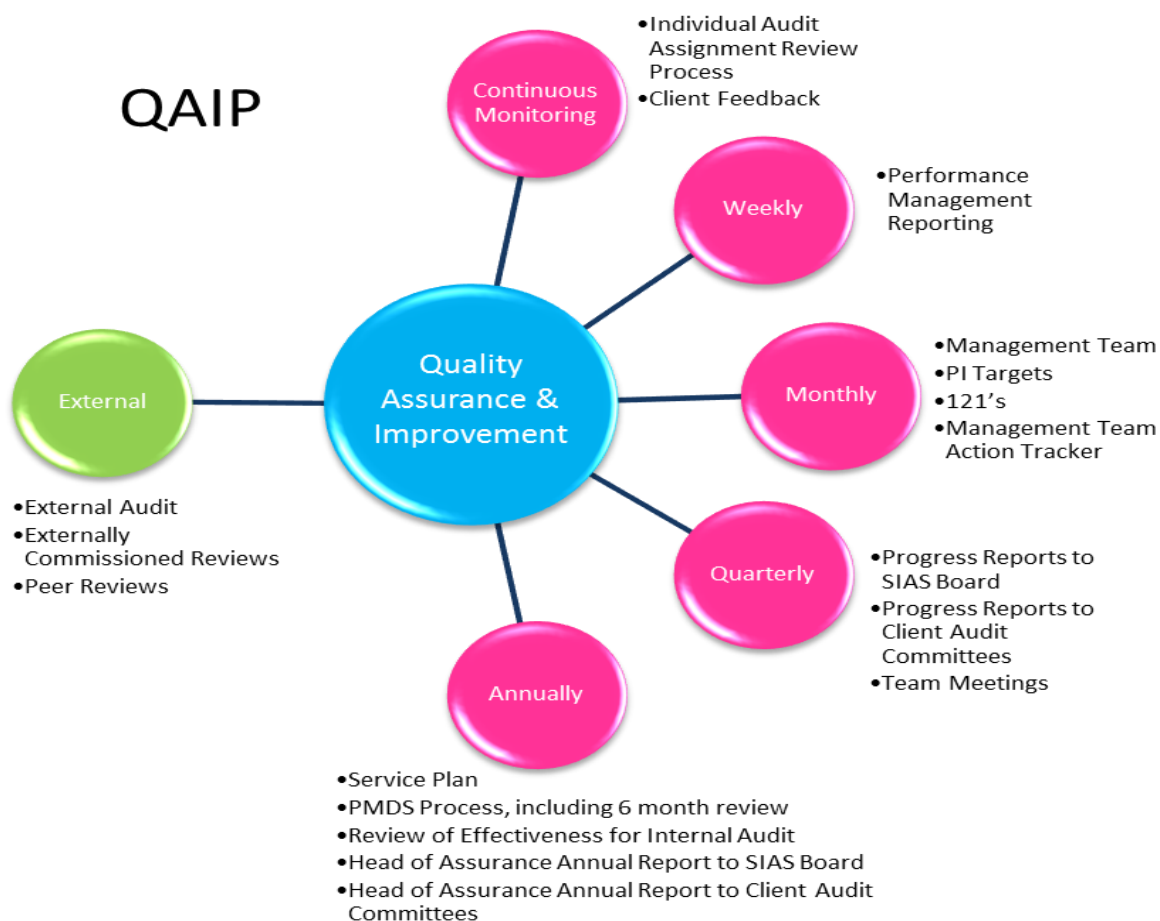 QAIP
Continuous
Monitoring
•Individual Audit
Assignment Review
Process
•Client Feedback
Weekly
•Performance
Management
Reporting
Monthly
•Management Team
•PI Targets
•121’s
•Management Team
Action Tracker
Quality
Assurance &
Improvement
External
•External Audit
•Externally
Commissioned Reviews
•Peer Reviews
Quarterly
•Progress Reports to
SIAS Board
•Progress Reports to
Client Audit
Committees
•Team Meetings
Annually
•Service Plan
•PMDS Process, including 6 month review
•Review of Effectiveness for Internal Audit
•Head of Assurance Annual Report to SIAS Board
•Head of Assurance Annual Report to Client Audit
Committees